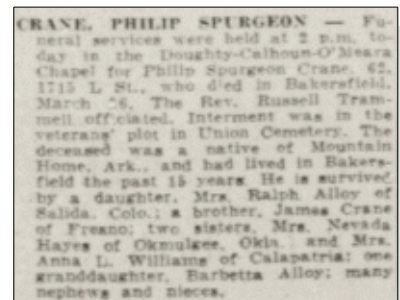 CRANE, PHILIP SPURGEON — Fu-
neral services were held at 2 p.m. to-
day in the Doughty-Calhoun-O'Meara
Chapel for Philip Spurgeon Crane, 62,
1715 L St., who died in Bakersfield,
March 26. The Rev. Russell Tram-
mell officiated. Interment was in the
veterans' plot in Union Cemetery. The
deceased was a native of Mountain
Home, Ark., and had lived in Bakers-
field the past 15 years. He is survived
by a daughter, Mrs. Ralph Alloy of
Salida, Colo.; a brother, James Crane
of Fresno; two sisters, Mrs. Nevada
Hayes of Okmulgee, Okla., and Mrs.
Anna L. Williams of Calapatria; one
granddaughter, Barbetta Alloy; many
nephews and nieces.